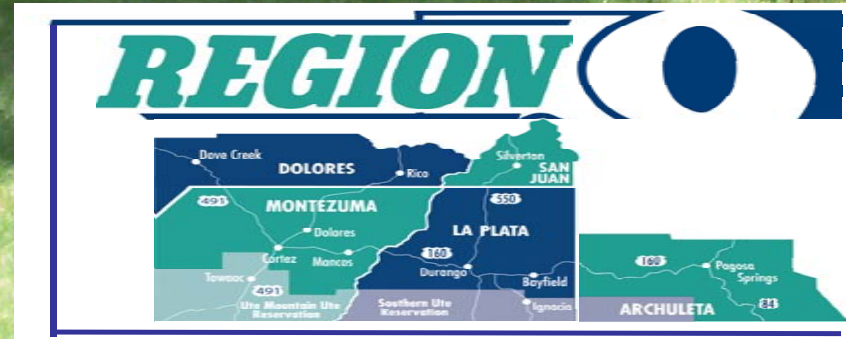 REGION 9
Dove Creek
DOLORES
Rico
Silverton
SAN
JUAN
491
MONTEZUMA
550
Dolores
LA PLATA
Cortez
Mancos
160
160
Durango
Bayfield
Pagosa
Springs
Towaoc
491
84
Ute Mountain Ute
Reservation
Southern Ute
Reservation
Ignacio
ARCHULETA